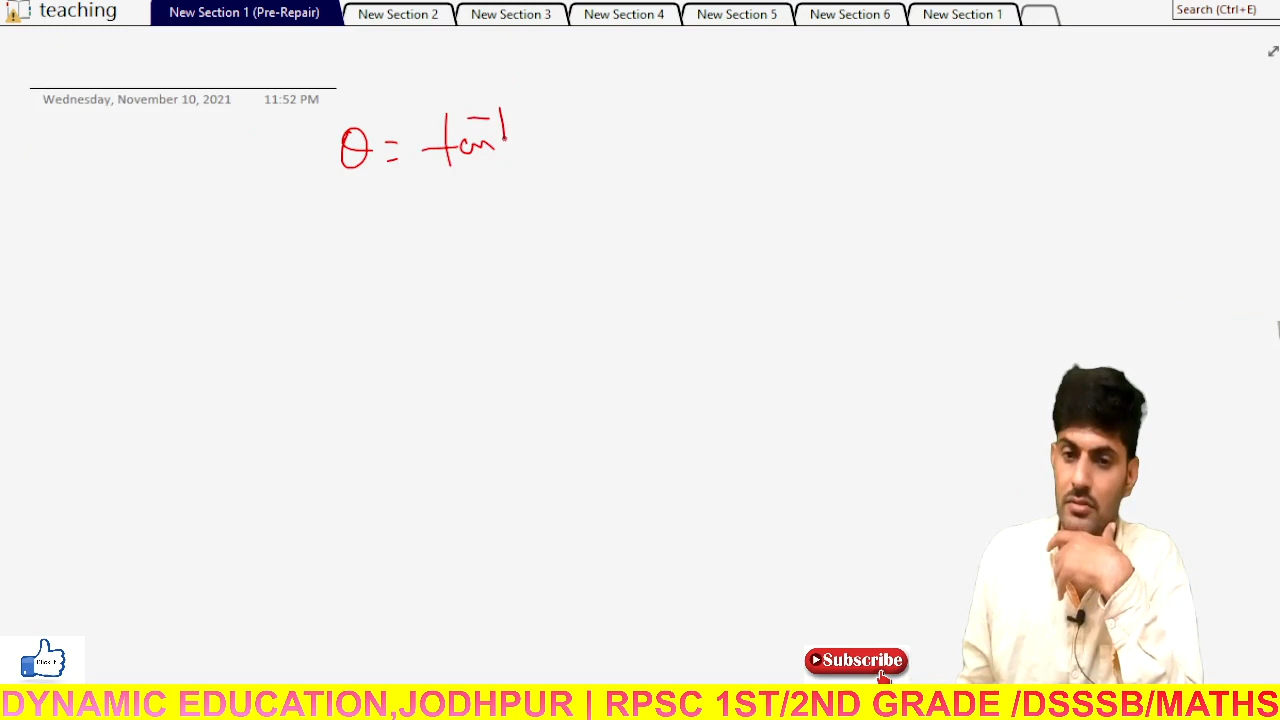 teaching
New Section 1 (Pre-Repair) New Section 2 New Section 3 New Section 4 New Section 5 New Section 6 New Section 1
Search (Ctrl+E)
Wednesday, November 10, 2021 11:52 PM
θ = tan⁻¹
Subscribe
DYNAMIC EDUCATION,JODHPUR | RPSC 1ST/2ND GRADE /DSSSB/MATHS